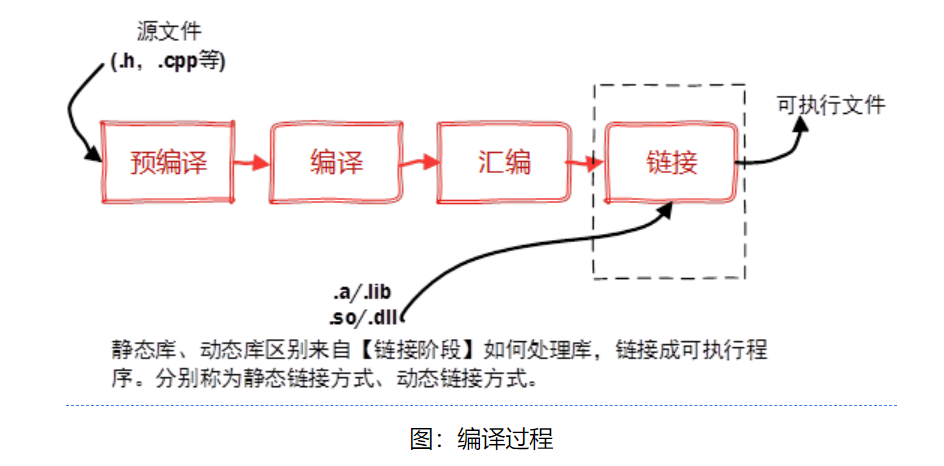 源文件
(.h，.cpp等)
可执行文件
预编译
编译
汇编
链接
.a/.lib
.so/.dll
静态库、动态库区别来自【链接阶段】如何处理库，链接成可执行程
序。分别称为静态链接方式、动态链接方式。
图：编译过程